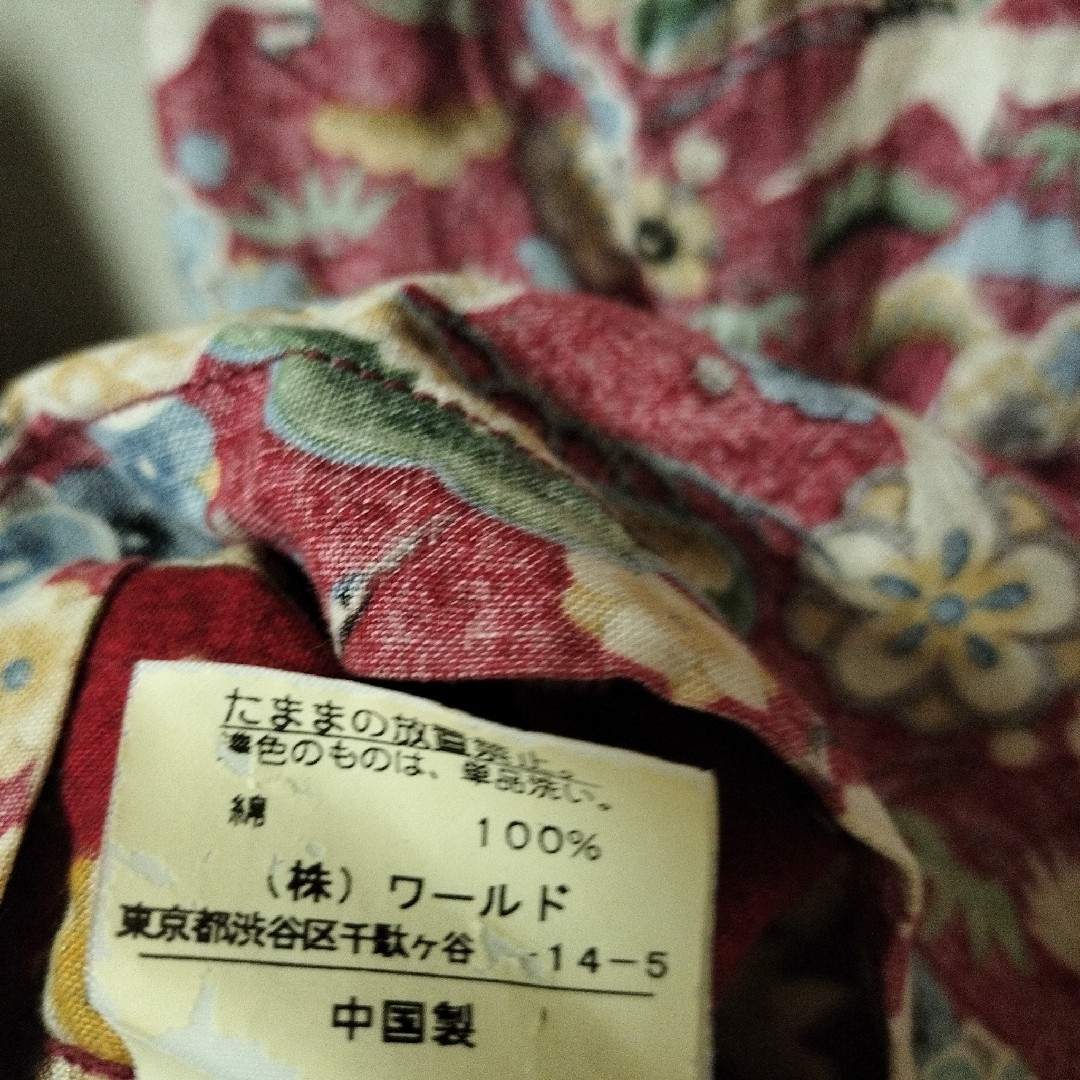 たままの放置禁止。
濃色のものは、単品洗い。
綿 100%
(株) ワールド
東京都渋谷区千駄ヶ谷 -14-5
中国製